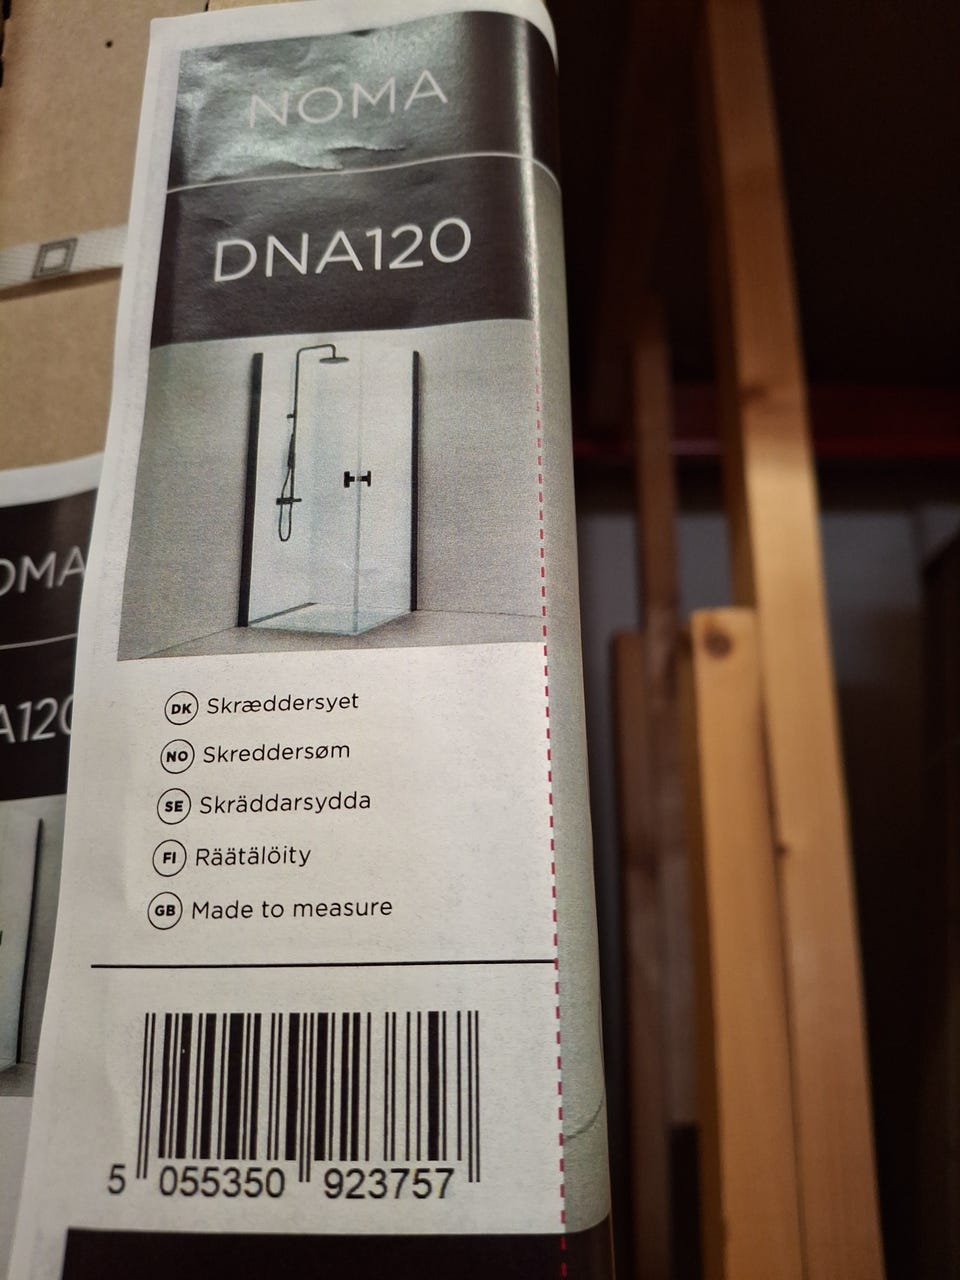 NOMA
DNA120
DK Skræddersyet
NO Skreddersøm
SE Skräddarsydda
FI Räätälöity
GB Made to measure
5 055350 923757
OMA
A120